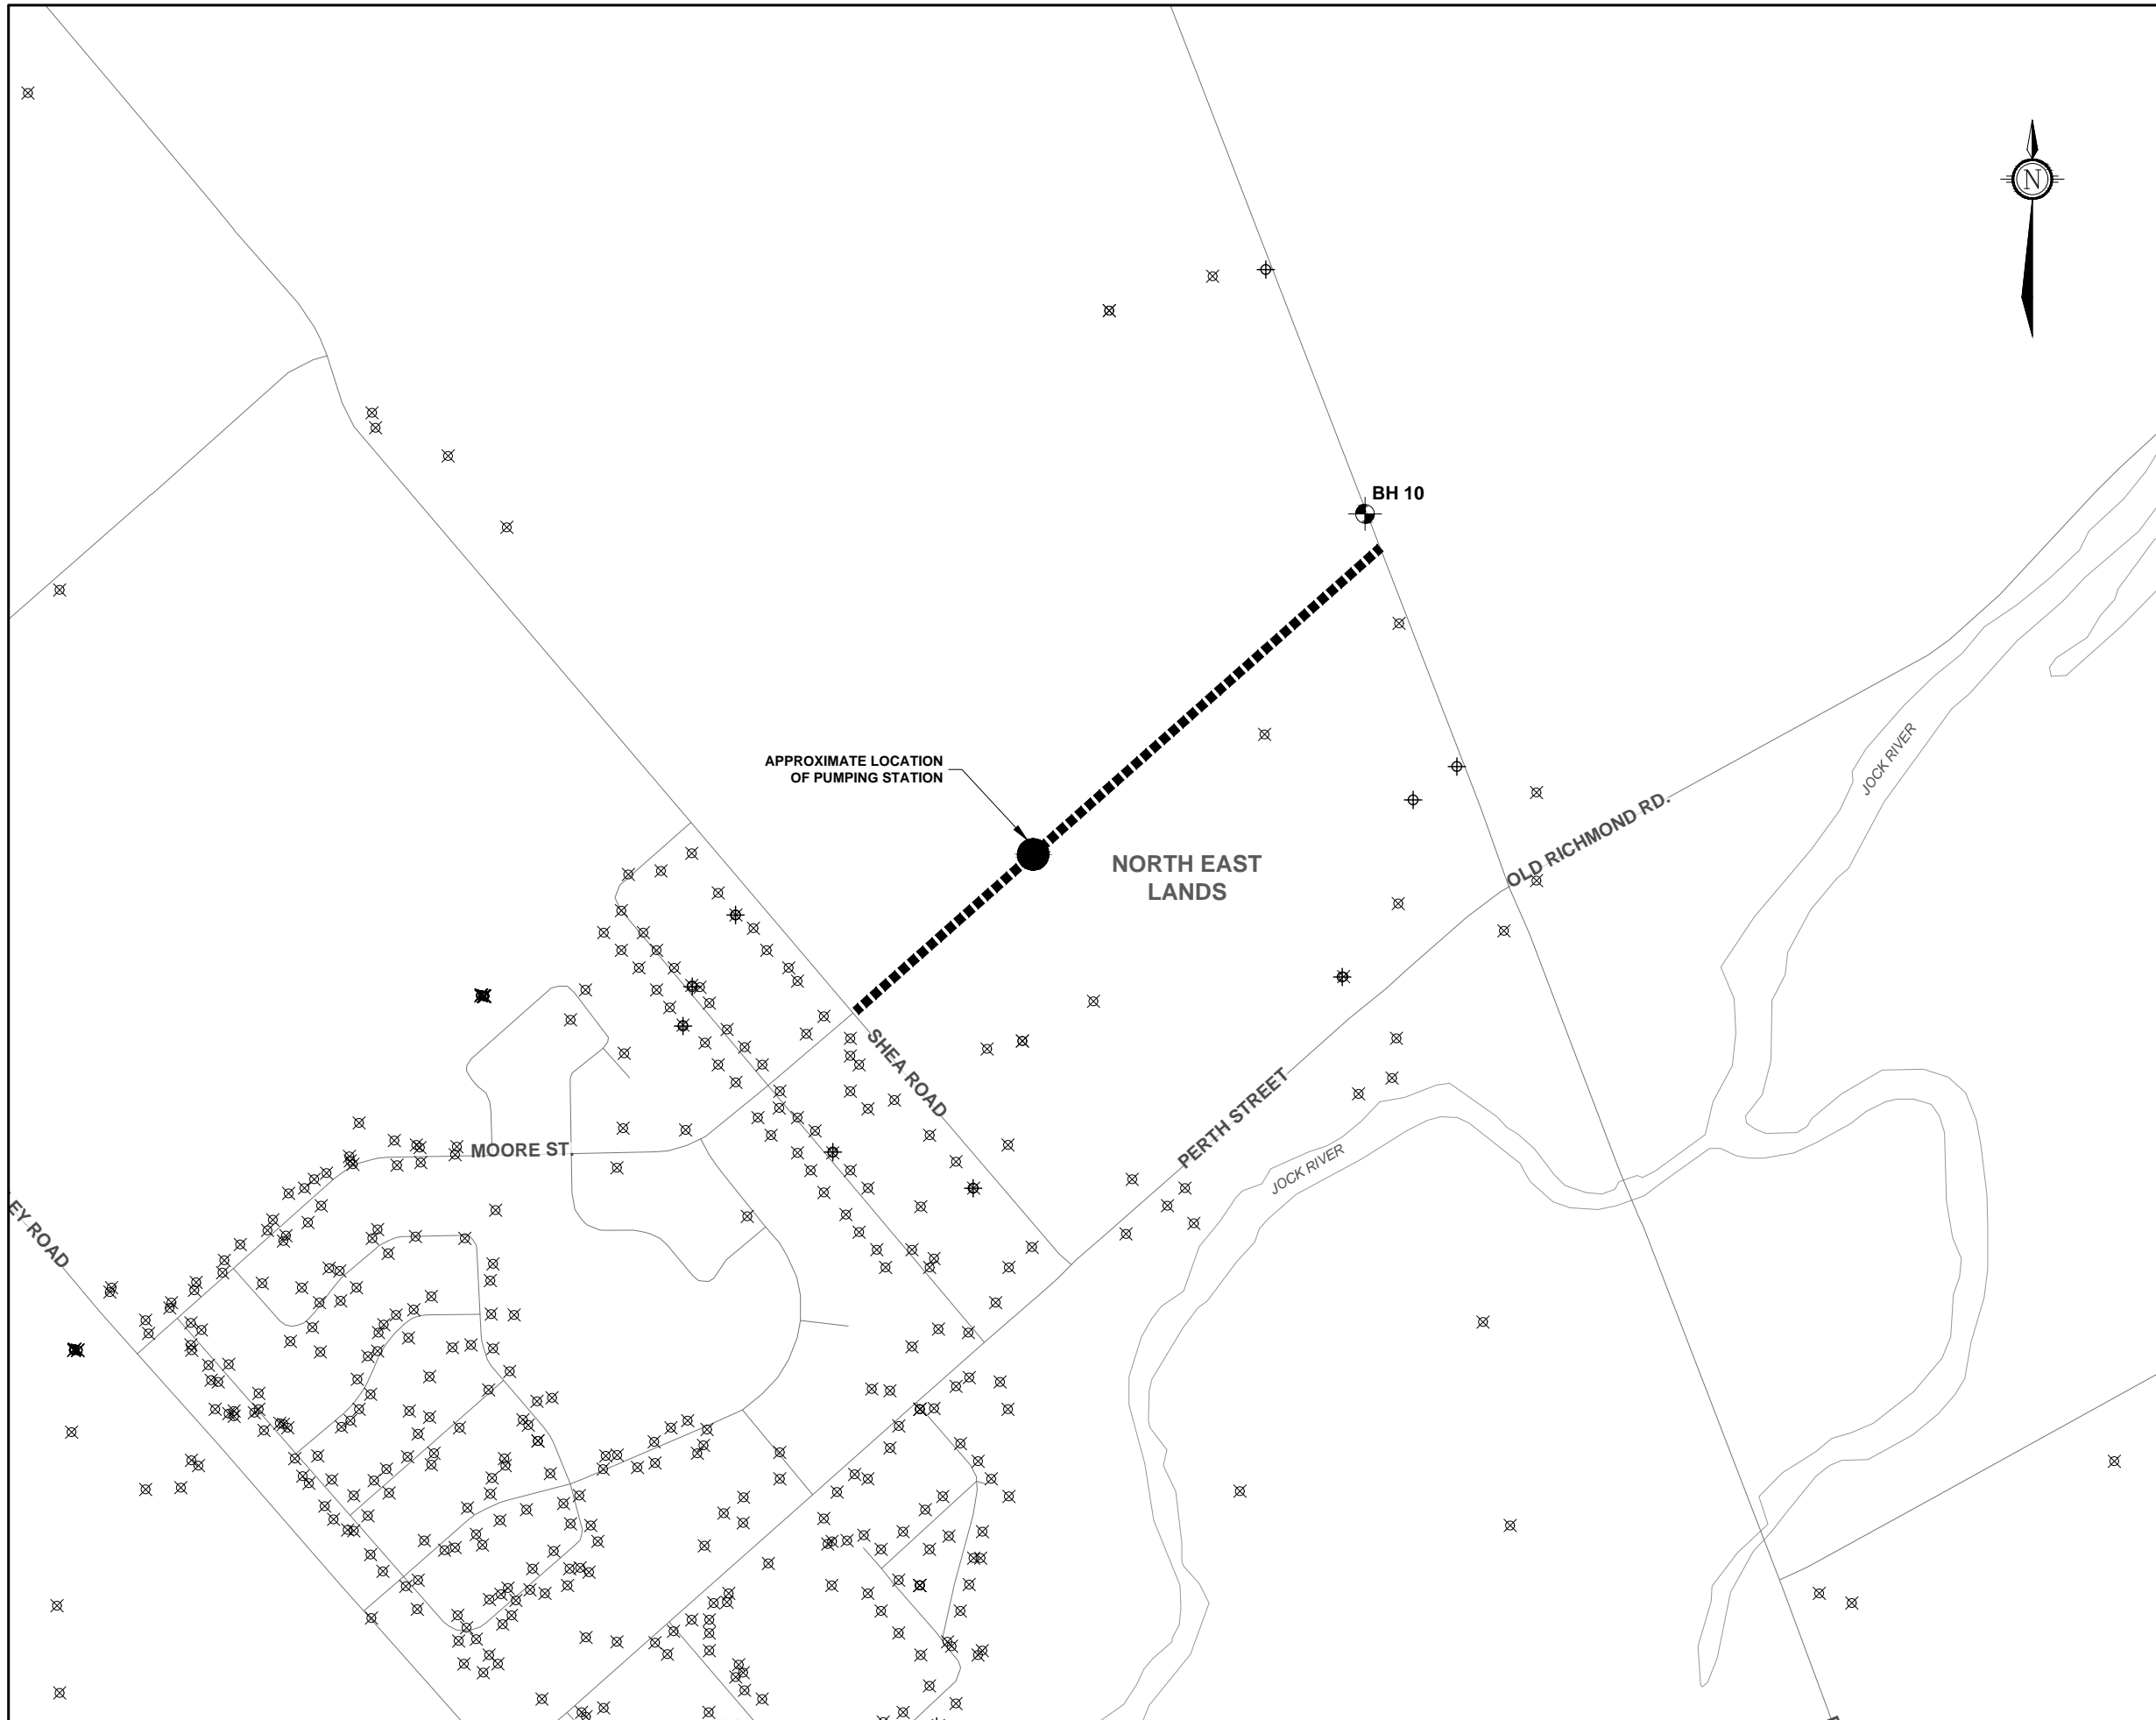 N
BH 10
JOCK RIVER
APPROXIMATE LOCATION
OF PUMPING STATION
OLD RICHMOND RD.
NORTH EAST
LANDS
SHEA ROAD
PERTH STREET
MOORE ST.
JOCK RIVER
EY ROAD